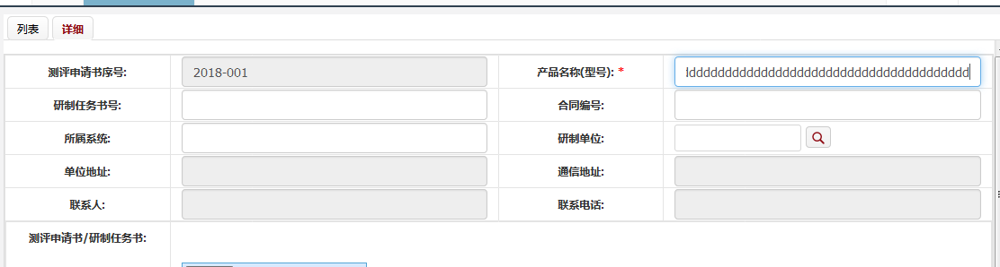 列表 详细
测评申请书序号: 2018-001 产品名称(型号): *
研制任务书号: 合同编号:
所属系统: 研制单位:
单位地址: 通信地址:
联系人: 联系电话:
测评申请书/研制任务书: